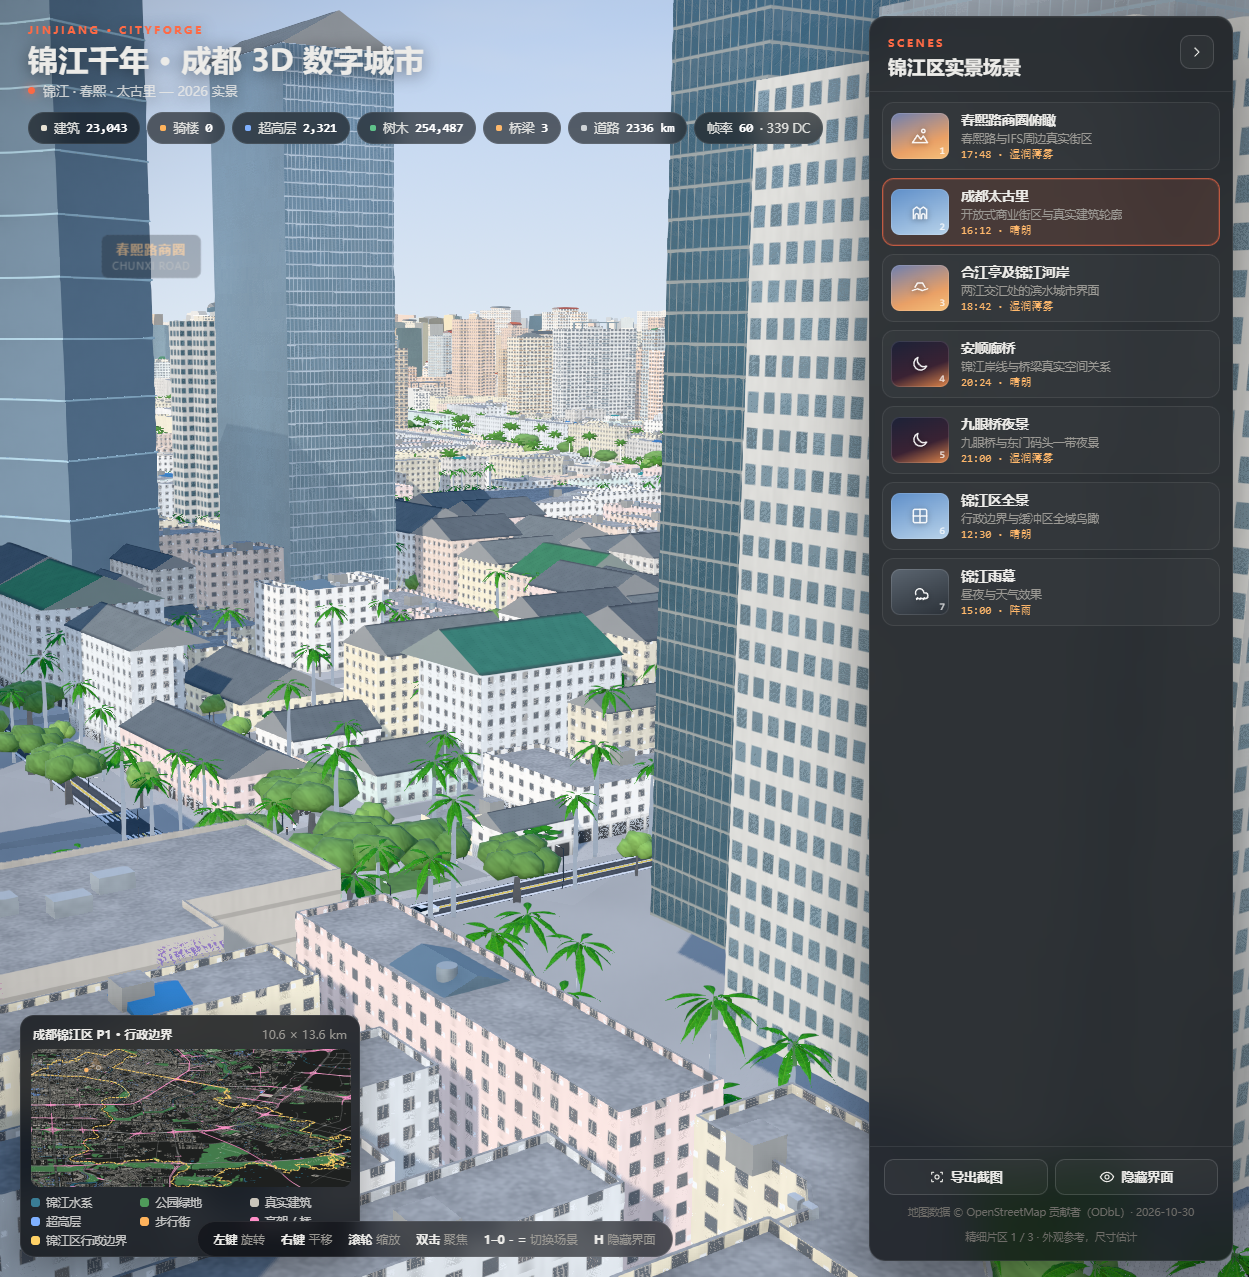 JINJIANG • CITYFORGE
锦江千年 • 成都 3D 数字城市
锦江 · 春熙 · 太古里 — 2026 实景
建筑 23,043
骑楼 0
超高层 2,321
树木 254,487
桥梁 3
道路 2336 km
帧率 60 · 339 DC
春熙路商圈
CHUNXI ROAD
SCENES
锦江区实景场景
春熙路商圈俯瞰
春熙路与IFS周边真实街区
17:48 · 湿润薄雾
1
成都太古里
开放式商业街区与真实建筑轮廓
16:12 · 晴朗
2
合江亭及锦江河岸
两江交汇处的滨水城市界面
18:42 · 湿润薄雾
3
安顺廊桥
锦江岸线与桥梁真实空间关系
20:24 · 晴朗
4
九眼桥夜景
九眼桥与东门码头一带夜景
21:00 · 湿润薄雾
5
锦江区全景
行政边界与缓冲区全域鸟瞰
12:30 · 晴朗
6
锦江雨幕
昼夜与天气效果
15:00 · 阵雨
7
成都锦江区 P1 • 行政边界
10.6 × 13.6 km
锦江水系
公园绿地
真实建筑
超高层
步行街
锦江区行政边界
左键 旋转
右键 平移
滚轮 缩放
双击 聚焦
1–0 - = 切换场景
H 隐藏界面
导出截图
隐藏界面
地图数据 © OpenStreetMap 贡献者（ODbL）· 2026-10-30
精细片区 1 / 3 · 外观参考，尺寸估计